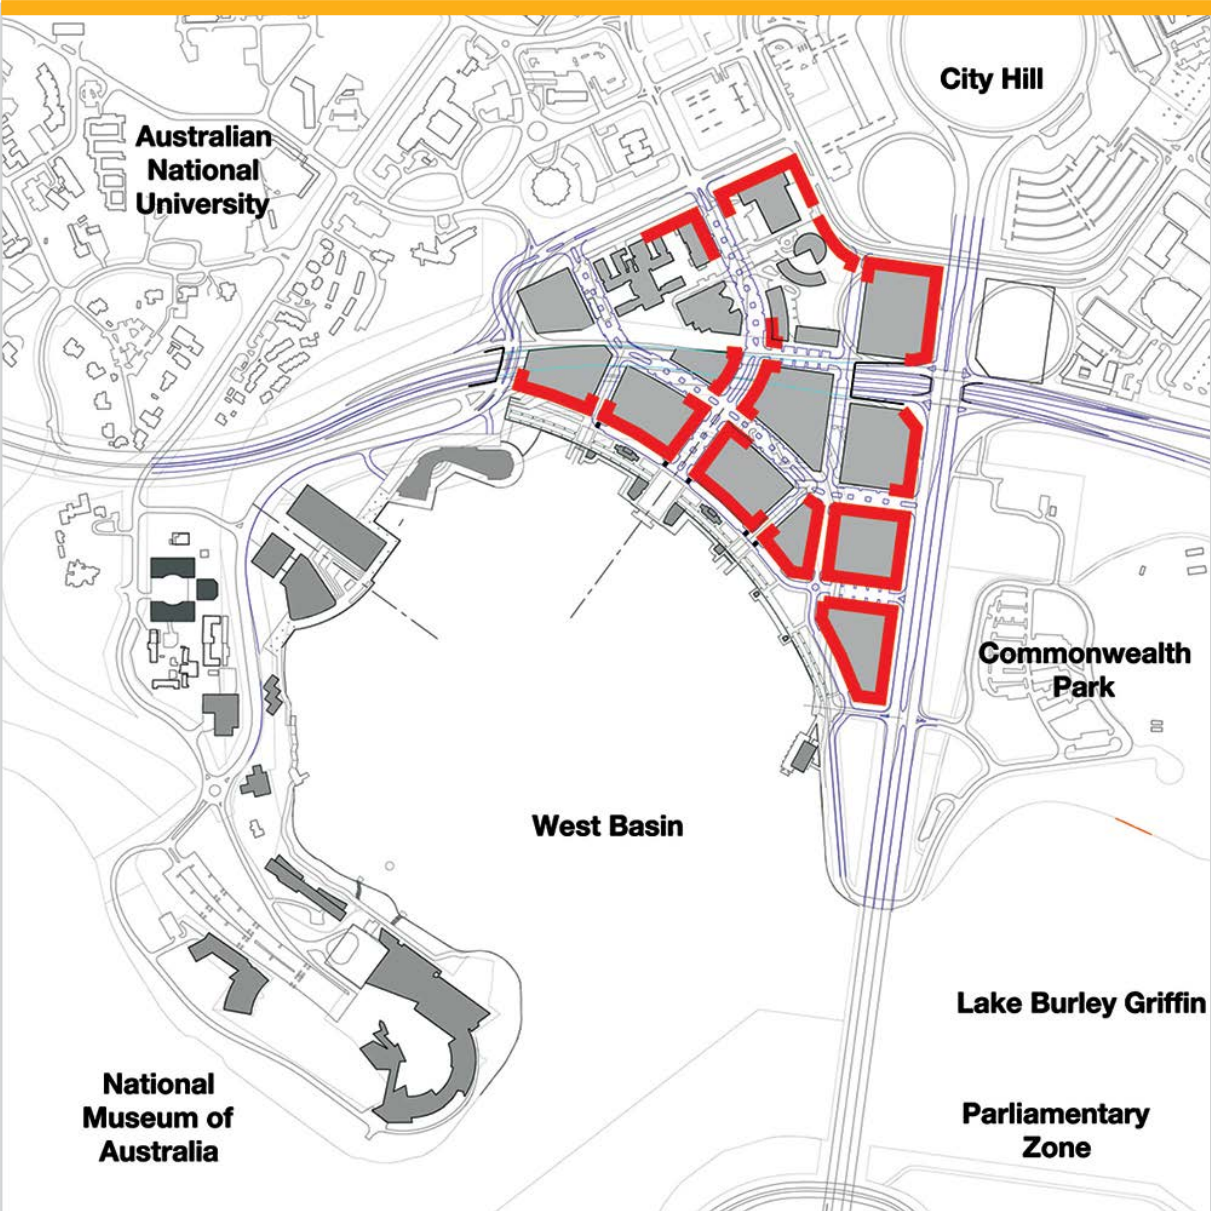 City Hill
Australian
National
University
Commonwealth
Park
West Basin
Lake Burley Griffin
National
Museum of
Australia
Parliamentary
Zone